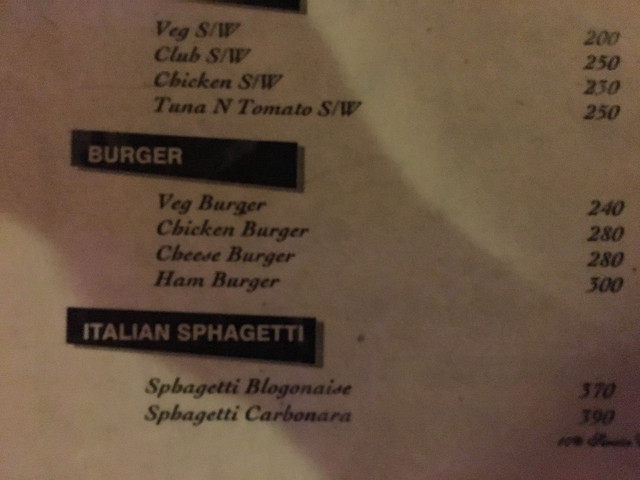 Veg S/W 200
Club S/W 250
Chicken S/W 230
Tuna N Tomato S/W 250
BURGER
Veg Burger 240
Chicken Burger 280
Cheese Burger 280
Ham Burger 300
ITALIAN SPHAGETTI
Sphagetti Blogonaise 370
Sphagetti Carbonara 390
10%